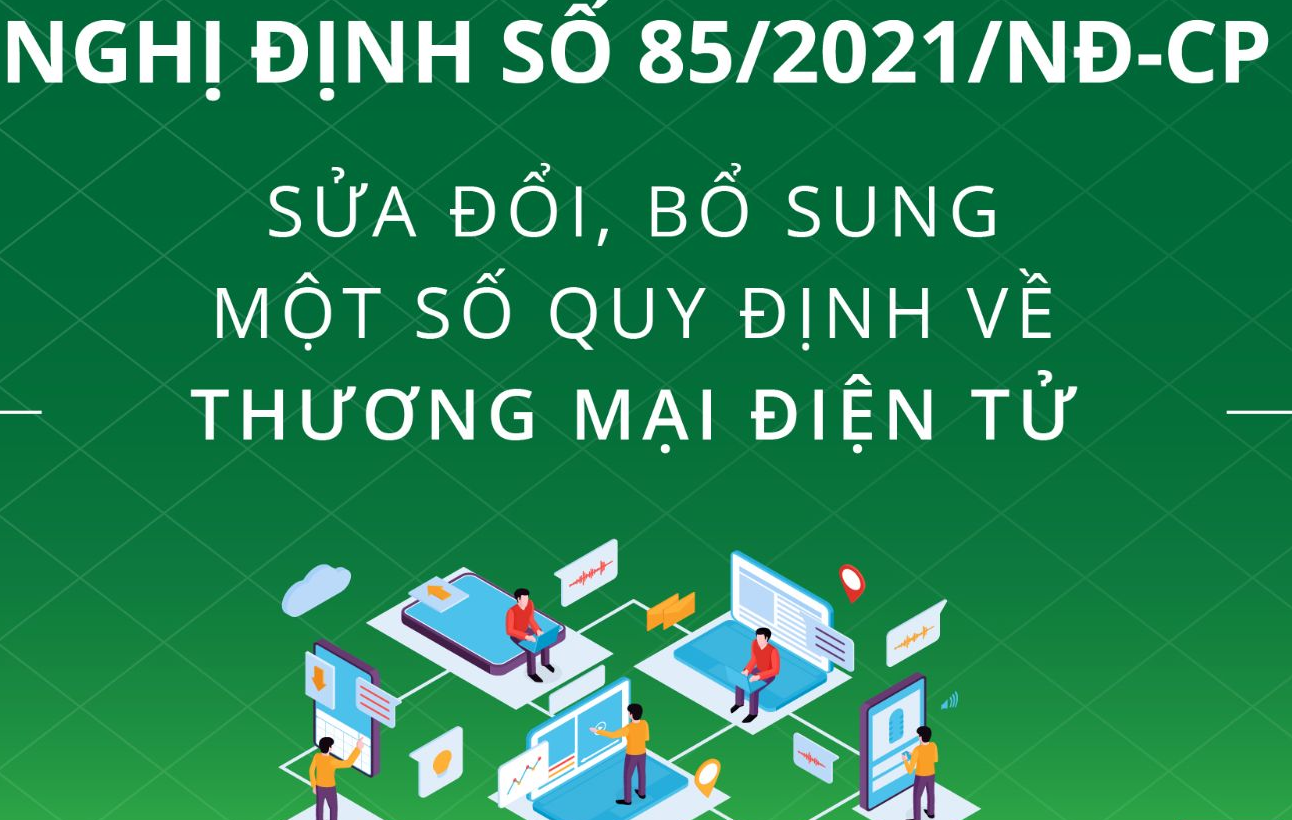 NGHỊ ĐỊNH SỐ 85/2021/NĐ-CP
SỬA ĐỔI, BỔ SUNG
MỘT SỐ QUY ĐỊNH VỀ
THƯƠNG MẠI ĐIỆN TỬ